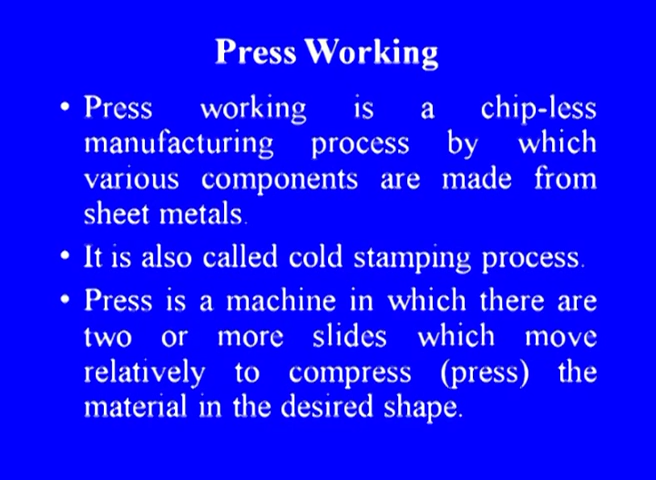 Press Working
• Press working is a chip-less
manufacturing process by which
various components are made from
sheet metals.
• It is also called cold stamping process.
• Press is a machine in which there are
two or more slides which move
relatively to compress (press) the
material in the desired shape.